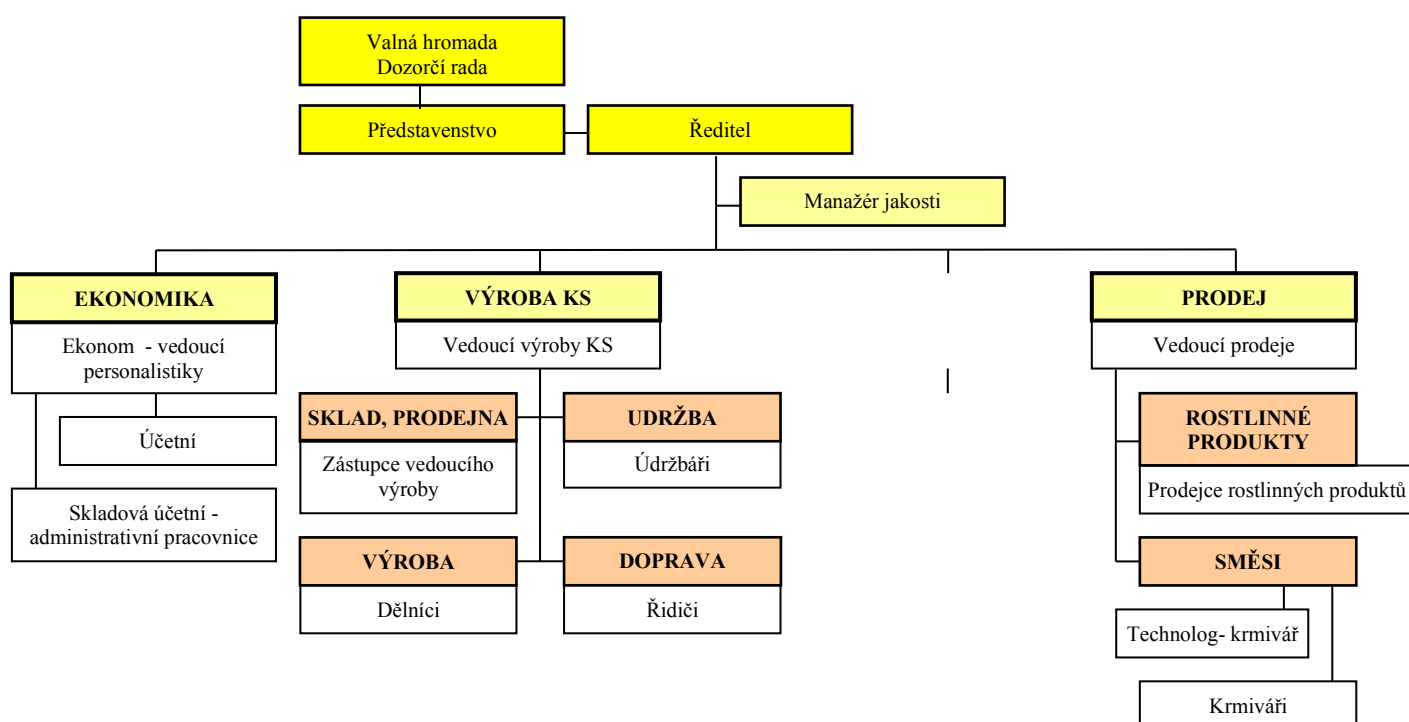 Valná hromada
Dozorčí rada
Představenstvo
Ředitel
Manažér jakosti
EKONOMIKA
Ekonom - vedoucí
personalistiky
Účetní
Skladová účetní -
administrativní pracovnice
VÝROBA KS
Vedoucí výroby KS
SKLAD, PRODEJNA
Zástupce vedoucího
výroby
UDRŽBA
Údržbáři
VÝROBA
Dělníci
DOPRAVA
Řidiči
PRODEJ
Vedoucí prodeje
ROSTLINNÉ
PRODUKTY
Prodejce rostlinných produktů
SMĚSI
Technolog- krmivář
Krmiváři